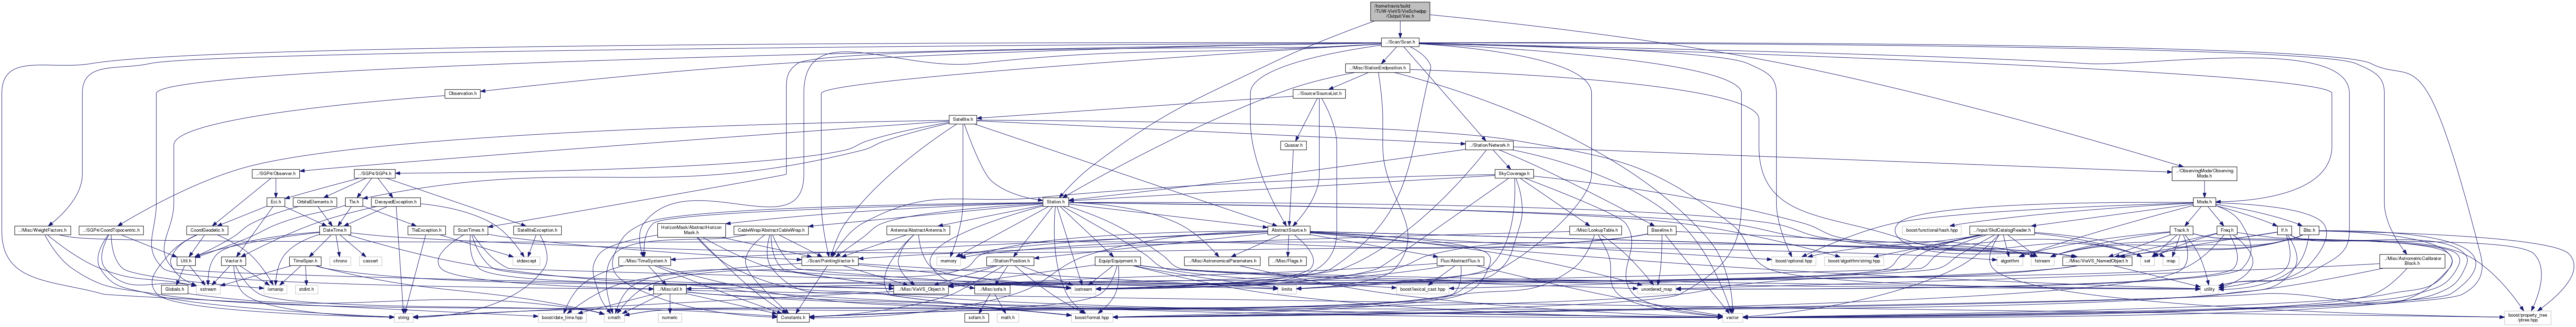 /home/travis/build
/TUW-VieVS/VieSchedpp
/Output/Vex.h
../Scan/Scan.h
../Misc/StationEndposition.h
Observation.h
../Source/SourceList.h
Satellite.h
Quasar.h
../Station/Network.h
../SGP4/Observer.h
../SGP4/SGP4.h
SkyCoverage.h
../ObservingMode/Observing
Mode.h
Eci.h
OrbitalElements.h
Tle.h
DecayedException.h
Station.h
Mode.h
../Misc/WeightFactors.h
../SGP4/CoordTopocentric.h
CoordGeodetic.h
DateTime.h
TleException.h
ScanTimes.h
SatelliteException.h
HorizonMask/AbstractHorizon
Mask.h
CableWrap/AbstractCableWrap.h
Antenna/AbstractAntenna.h
AbstractSource.h
../Misc/LookupTable.h
Baseline.h
boost/functional/hash.hpp
../Input/SkdCatalogReader.h
Track.h
Freq.h
If.h
Bbc.h
Util.h
Vector.h
TimeSpan.h
chrono
cassert
stdexcept
../Misc/TimeSystem.h
../Scan/PointingVector.h
memory
../Station/Position.h
Equip/Equipment.h
../Misc/AstronomicalParameters.h
../Misc/Flags.h
Flux/AbstractFlux.h
boost/optional.hpp
boost/algorithm/string.hpp
algorithm
fstream
../Misc/VieVS_NamedObject.h
set
map
../Misc/AstrometricCalibrator
Block.h
Globals.h
sstream
iomanip
stdint.h
../Misc/util.h
../Misc/VieVS_Object.h
../Misc/sofa.h
iostream
limits
boost/lexical_cast.hpp
unordered_map
utility
string
boost/date_time.hpp
cmath
numeric
Constants.h
sofam.h
math.h
boost/format.hpp
vector
boost/property_tree
/ptree.hpp